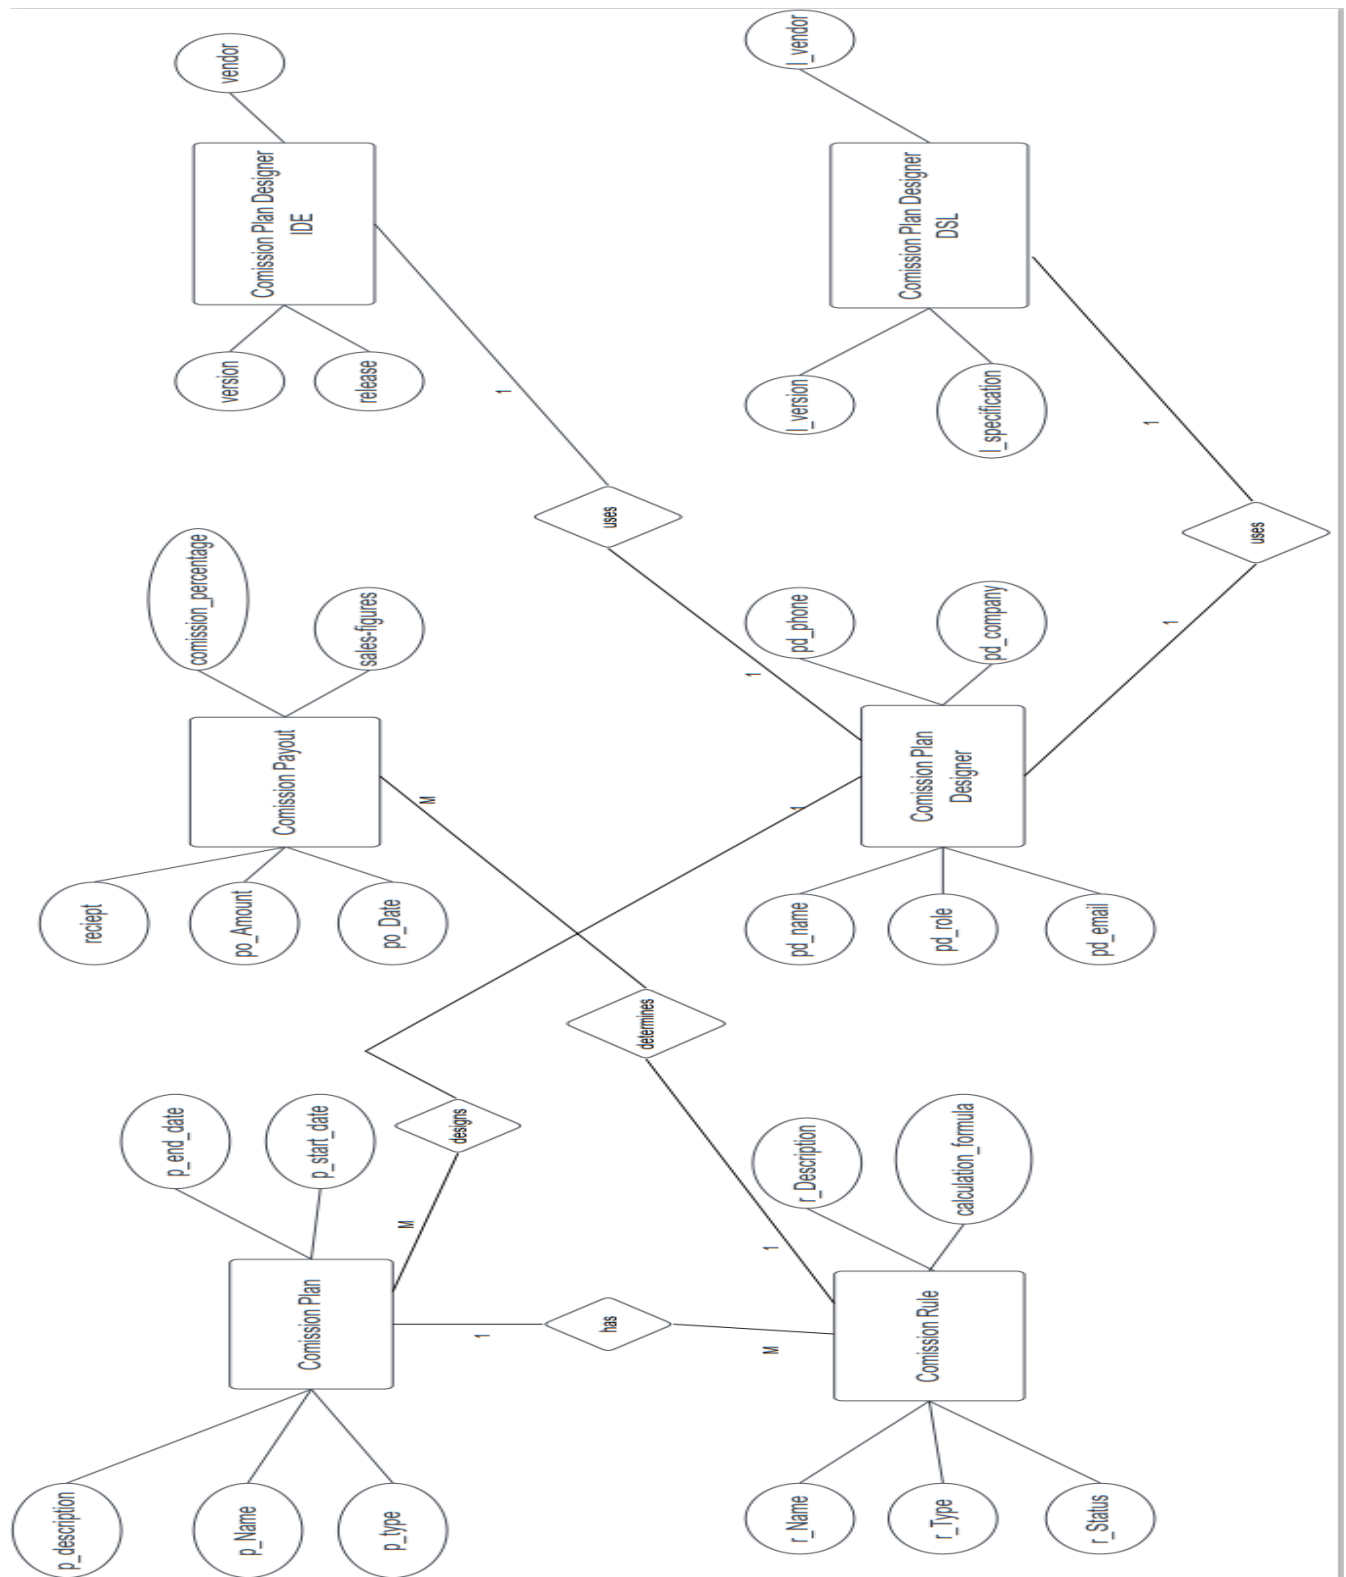 p_description
p_Name
p_type
Comission Plan
p_end_date
p_start_date
reciept
po_Amount
po_Date
Comission Payout
comission_percentage
sales-figures
version
release
Comission Plan Designer
IDE
vendor
M
designs
1
1
has
M
M
determines
1
1
uses
1
r_Name
r_Type
r_Status
Comission Rule
r_Description
calculation_formula
pd_name
pd_role
pd_email
Comission Plan
Designer
pd_phone
pd_company
l_version
l_specification
Comission Plan Designer
DSL
l_vendor
1
uses
1